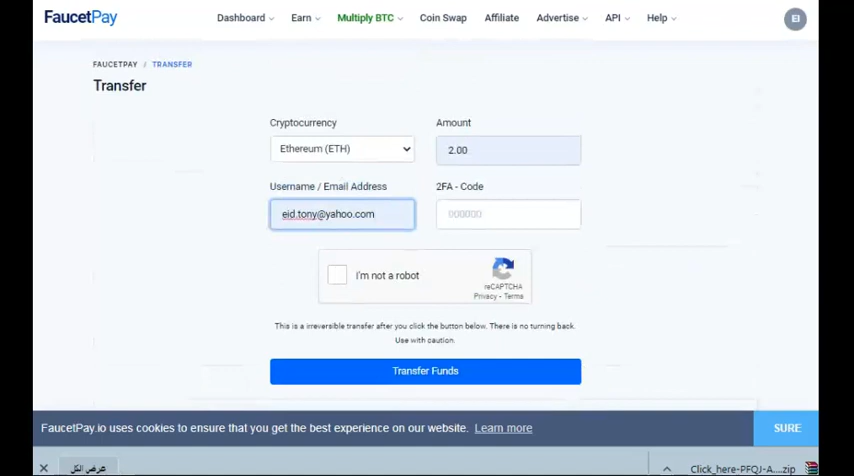 FaucetPay
Dashboard Earn Multiply BTC Coin Swap Affiliate Advertise API Help
EI
FAUCETPAY / TRANSFER
Transfer
Cryptocurrency Amount
Ethereum (ETH) 2.00
Username / Email Address 2FA - Code
eid.tony@yahoo.com 000000
I'm not a robot
reCAPTCHA
Privacy - Terms
This is a irreversible transfer after you click the button below. There is no turning back.
Use with caution.
Transfer Funds
FaucetPay.io uses cookies to ensure that you get the best experience on our website. Learn more SURE
عرض الكل Click_here-PFQJ-A....zip